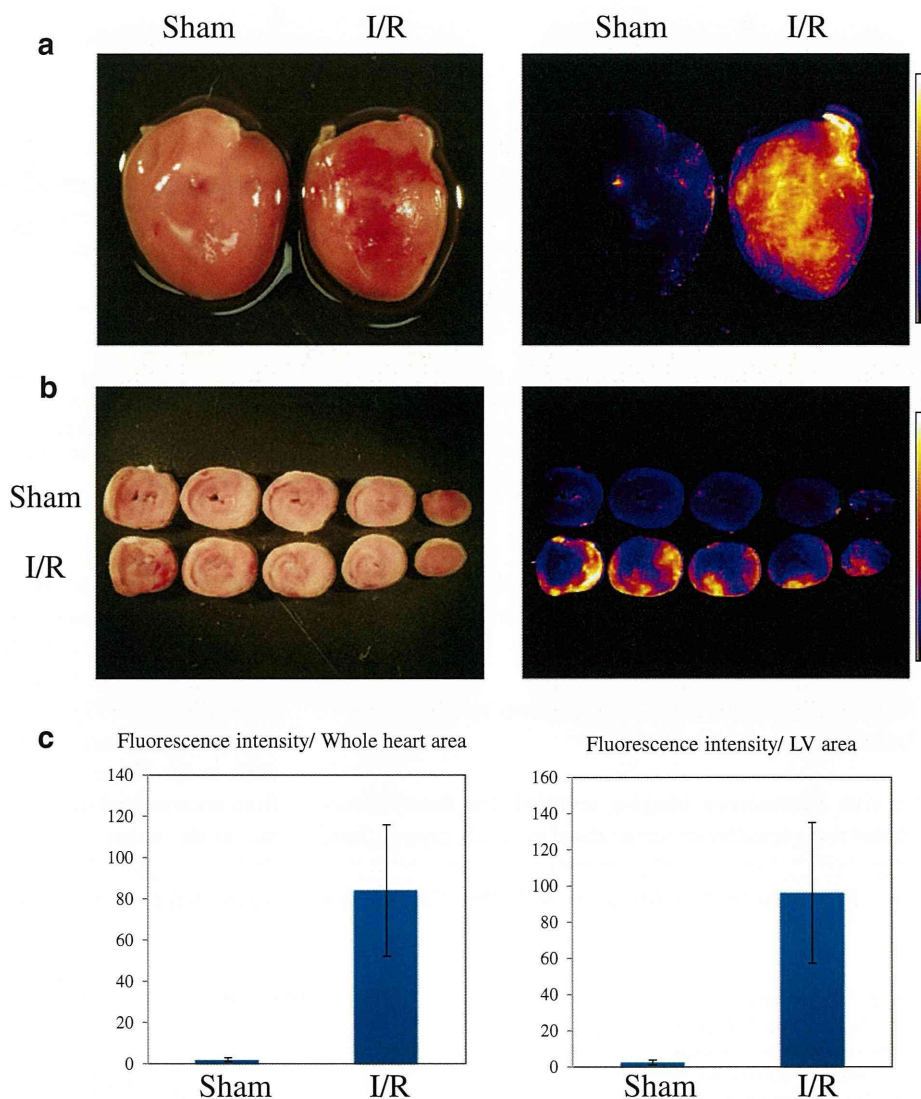 Sham I/R Sham I/R
a
b
Sham
I/R
c
Fluorescence intensity/ Whole heart area
140
120
100
80
60
40
20
0
Sham I/R
Fluorescence intensity/ LV area
160
140
120
100
80
60
40
20
0
Sham I/R